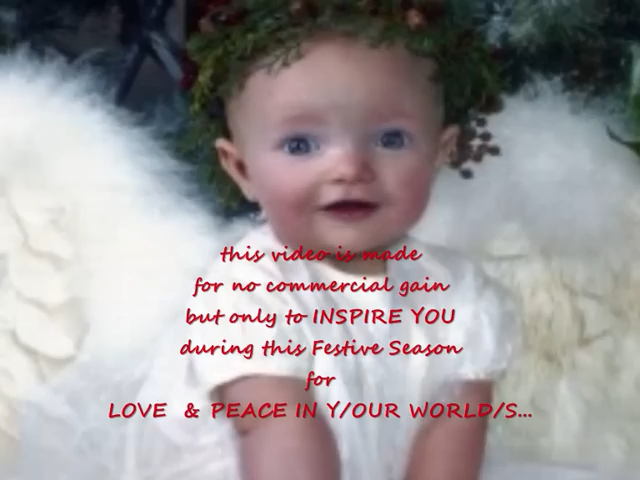 this video is made
for no commercial gain
but only to INSPIRE YOU
during this Festive Season
for
LOVE & PEACE IN Y/OUR WORLD/S...